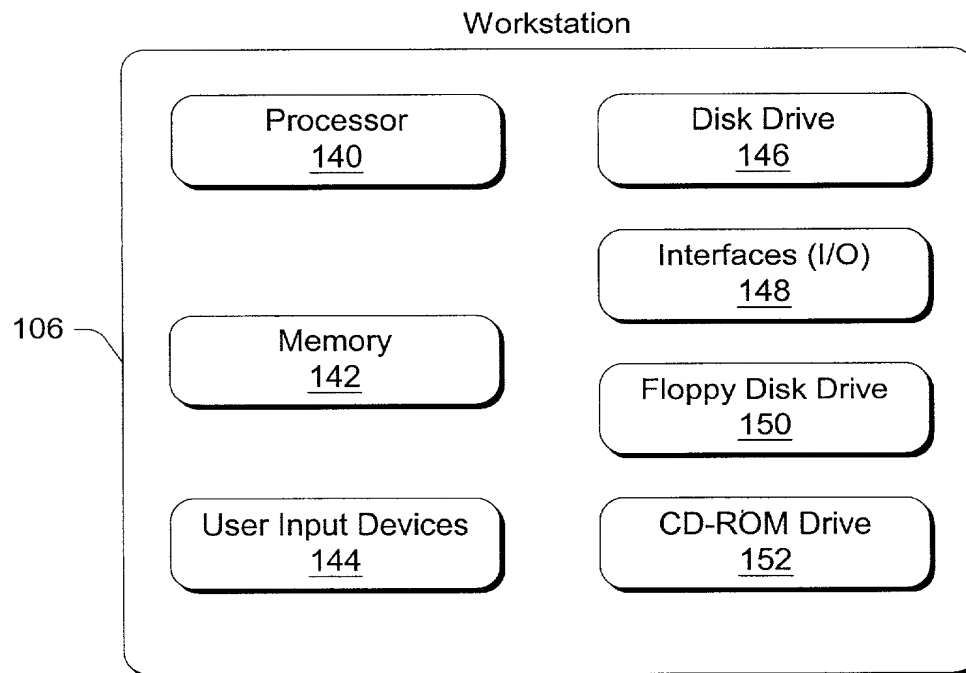 Workstation
Processor
140
Disk Drive
146
Interfaces (I/O)
148
106
Memory
142
Floppy Disk Drive
150
User Input Devices
144
CD-ROM Drive
152